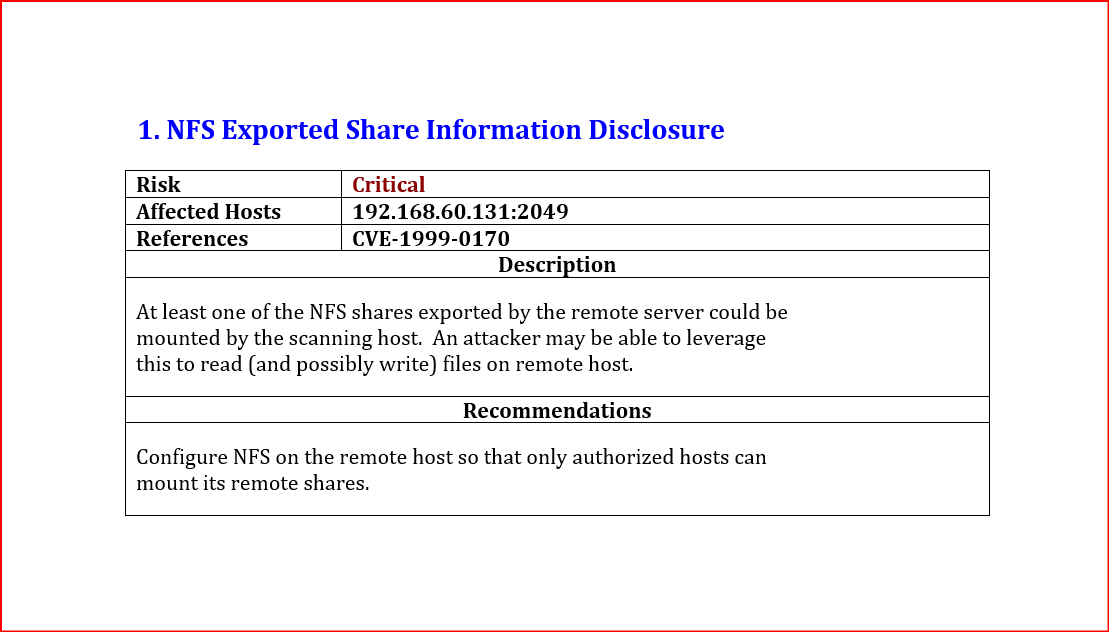 1. NFS Exported Share Information Disclosure
Risk Critical
Affected Hosts 192.168.60.131:2049
References CVE-1999-0170
Description
At least one of the NFS shares exported by the remote server could be
mounted by the scanning host.  An attacker may be able to leverage
this to read (and possibly write) files on remote host.
Recommendations
Configure NFS on the remote host so that only authorized hosts can
mount its remote shares.